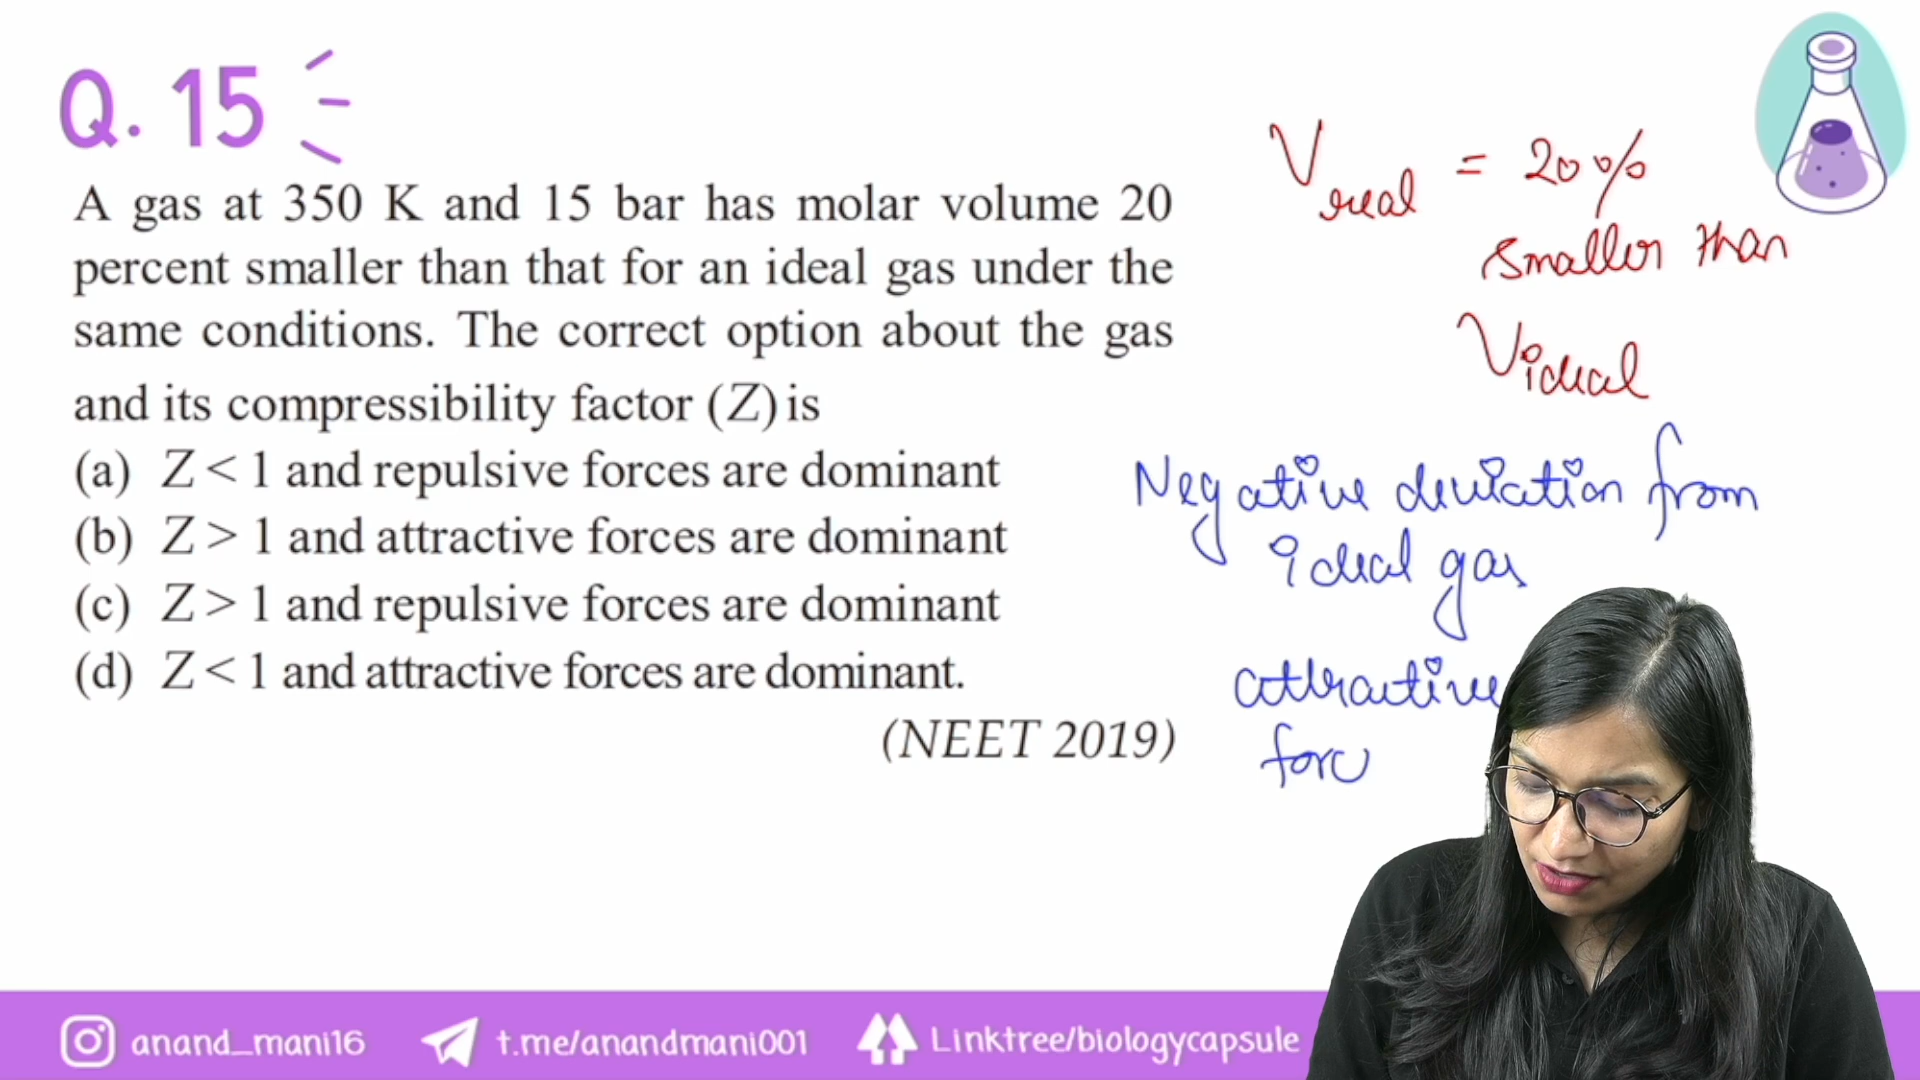 Q. 15
A gas at 350 K and 15 bar has molar volume 20
percent smaller than that for an ideal gas under the
same conditions. The correct option about the gas
and its compressibility factor (Z) is
(a) Z < 1 and repulsive forces are dominant
(b) Z > 1 and attractive forces are dominant
(c) Z > 1 and repulsive forces are dominant
(d) Z < 1 and attractive forces are dominant.
(NEET 2019)
V real = 20%
smaller than
Videal
Negative deviation from
ideal gas
attractive
forc
anand_mani16
t.me/anandmani001
Linktree/biologycapsule